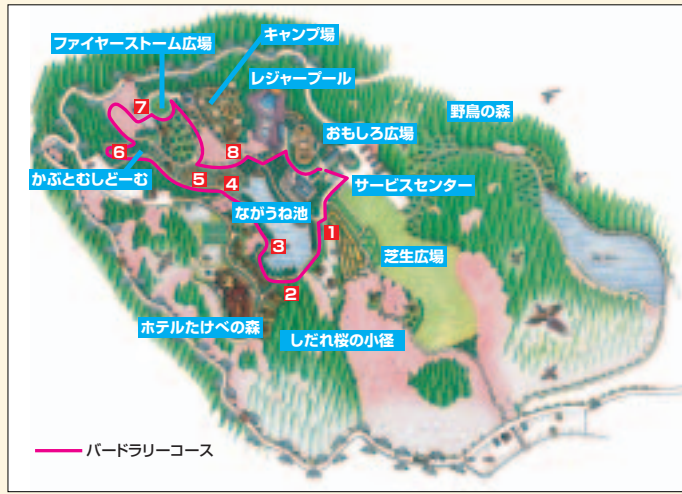 ファイヤーストーム広場
キャンプ場
レジャープール
野鳥の森
おもしろ広場
7
8
6
かぶとむしどーむ
5
4
サービスセンター
ながうね池
1
3
芝生広場
2
ホテルたけべの森
しだれ桜の小径
バードラリーコース